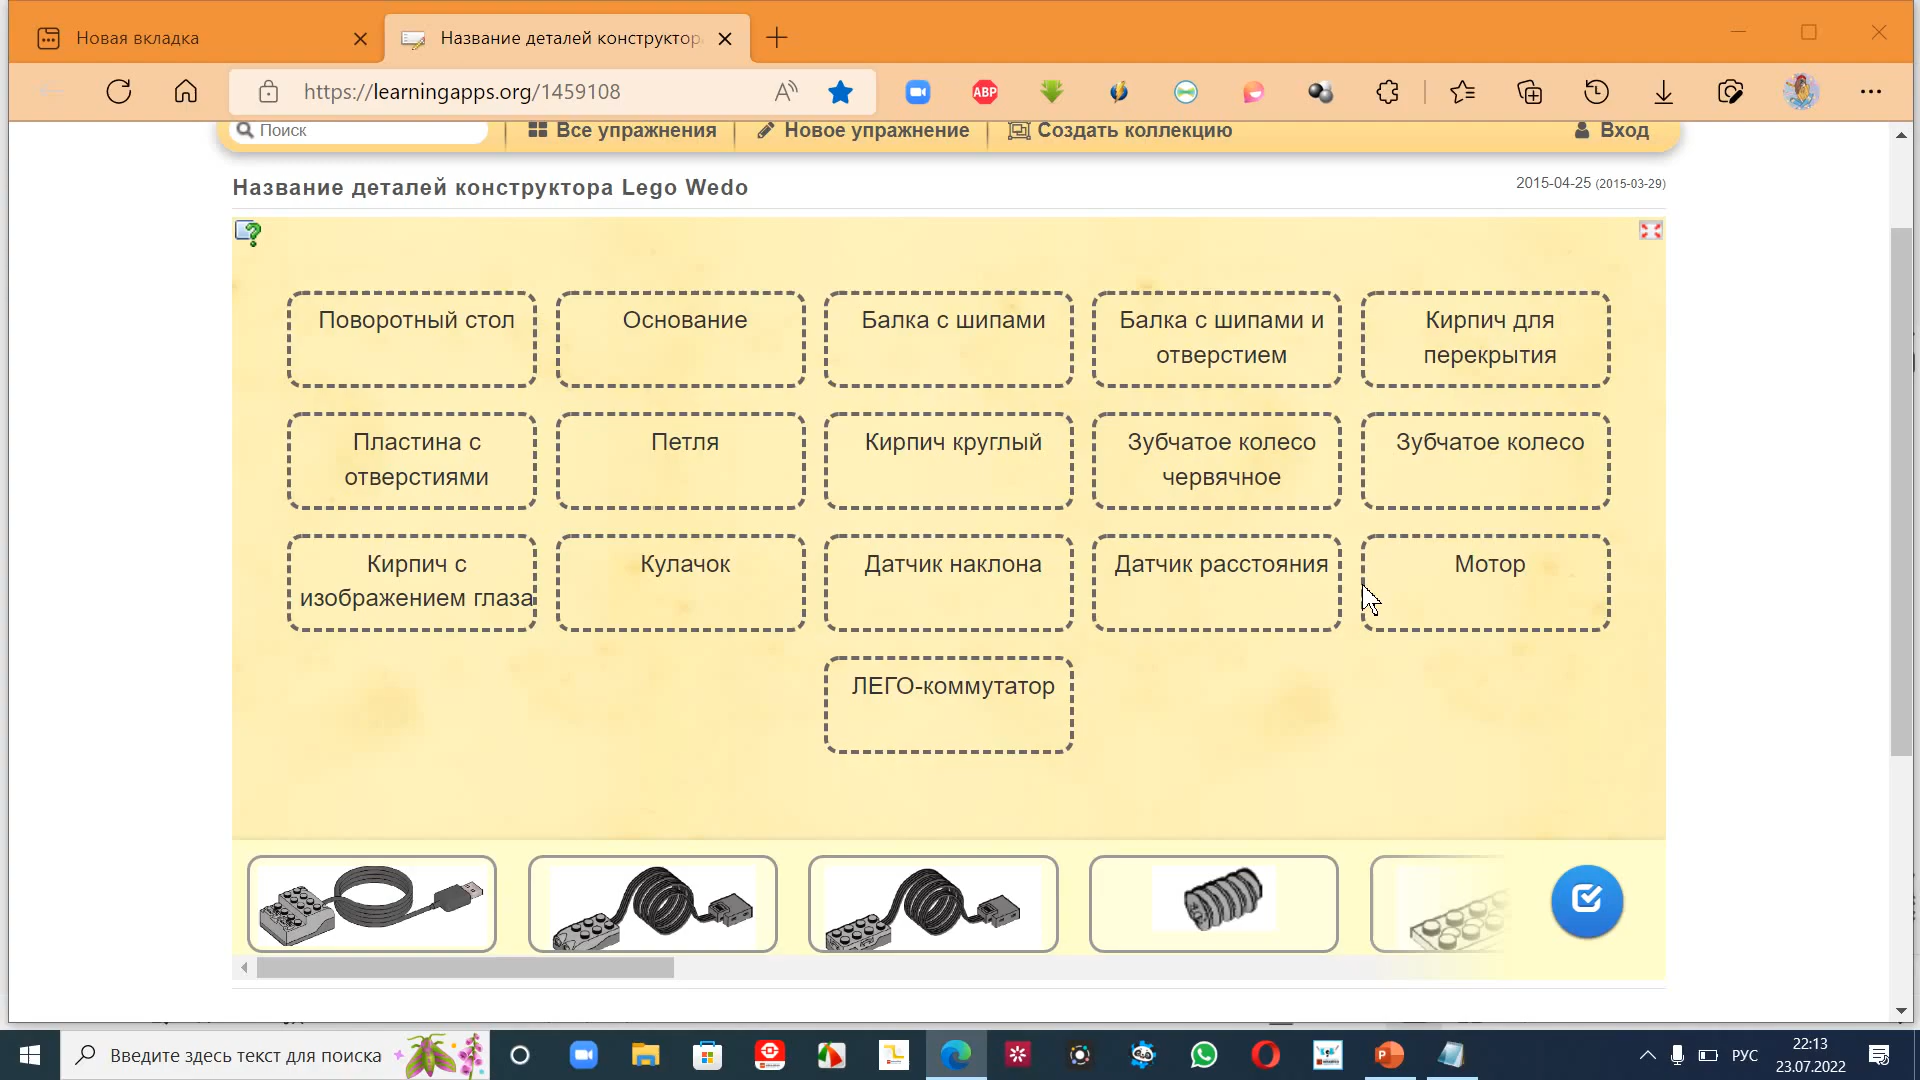 Новая вкладка
Название деталей конструктор
https://learningapps.org/1459108
ABP
Поиск
Все упражнения
Новое упражнение
Создать коллекцию
Вход
Название деталей конструктора Lego Wedo
2015-04-25 (2015-03-29)
Поворотный стол
Основание
Балка с шипами
Балка с шипами и
отверстием
Кирпич для
перекрытия
Пластина с
отверстиями
Петля
Кирпич круглый
Зубчатое колесо
червячное
Зубчатое колесо
Кирпич с
изображением глаза
Кулачок
Датчик наклона
Датчик расстояния
Мотор
ЛЕГО-коммутатор
Введите здесь текст для поиска
РУС
22:13
23.07.2022